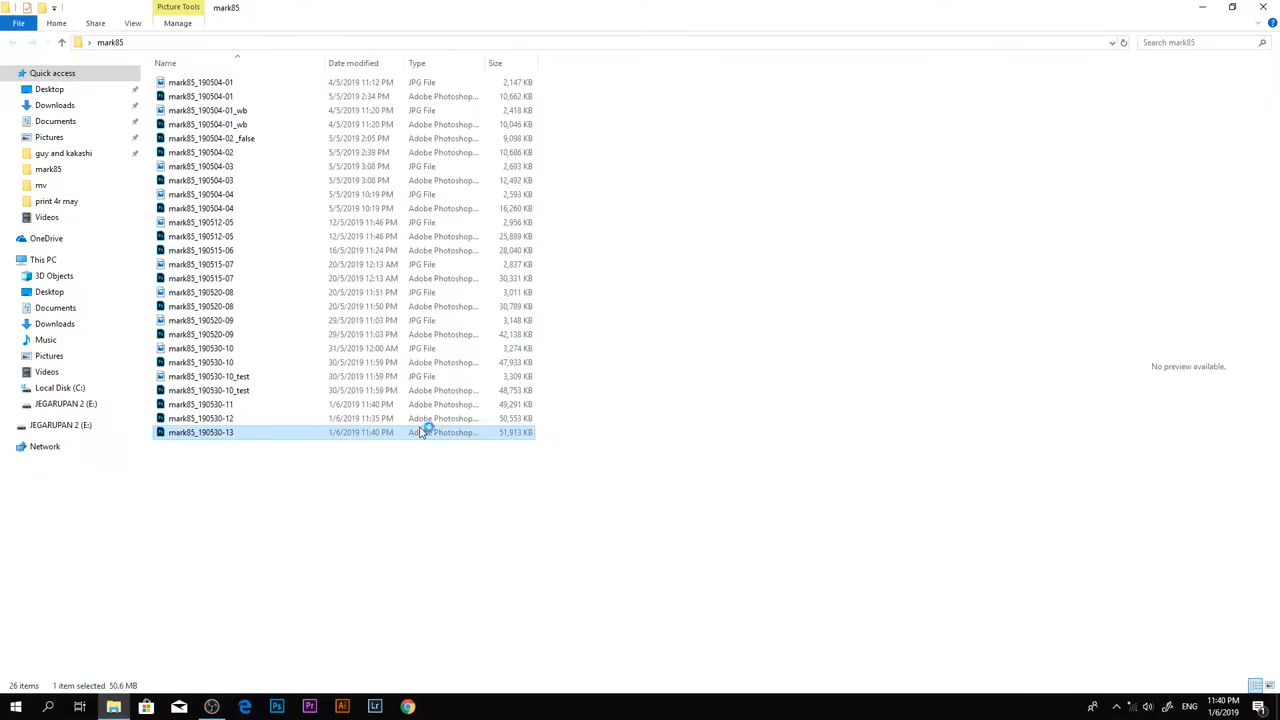 Picture Tools mark85
File Home Share View Manage
mark85 Search mark85
Name Date modified Type Size
Quick access
Desktop
Downloads
Documents
Pictures
guy and kakashi
mark85
mv
print 4r may
Videos
OneDrive
This PC
3D Objects
Desktop
Documents
Downloads
Music
Pictures
Videos
Local Disk (C:)
JEGARUPAN 2 (E:)
JEGARUPAN 2 (E:)
Network
mark85_190504-01 4/5/2019 11:12 PM JPG File 2,147 KB
mark85_190504-01 5/5/2019 2:34 PM Adobe Photoshop... 10,662 KB
mark85_190504-01_wb 4/5/2019 11:20 PM JPG File 2,418 KB
mark85_190504-01_wb 4/5/2019 11:20 PM Adobe Photoshop... 10,046 KB
mark85_190504-02 _false 5/5/2019 2:05 PM Adobe Photoshop... 9,098 KB
mark85_190504-02 5/5/2019 2:39 PM Adobe Photoshop... 10,686 KB
mark85_190504-03 5/5/2019 3:08 PM JPG File 2,693 KB
mark85_190504-03 5/5/2019 3:08 PM Adobe Photoshop... 12,492 KB
mark85_190504-04 5/5/2019 10:19 PM JPG File 2,593 KB
mark85_190504-04 5/5/2019 10:19 PM Adobe Photoshop... 16,260 KB
mark85_190512-05 12/5/2019 11:46 PM JPG File 2,956 KB
mark85_190512-05 12/5/2019 11:46 PM Adobe Photoshop... 25,889 KB
mark85_190515-06 16/5/2019 11:24 PM Adobe Photoshop... 28,040 KB
mark85_190515-07 20/5/2019 12:13 AM JPG File 2,837 KB
mark85_190515-07 20/5/2019 12:13 AM Adobe Photoshop... 30,331 KB
mark85_190520-08 20/5/2019 11:51 PM JPG File 3,011 KB
mark85_190520-08 20/5/2019 11:50 PM Adobe Photoshop... 30,789 KB
mark85_190520-09 29/5/2019 11:03 PM JPG File 3,148 KB
mark85_190520-09 29/5/2019 11:03 PM Adobe Photoshop... 42,138 KB
mark85_190530-10 31/5/2019 12:00 AM JPG File 3,274 KB
mark85_190530-10 30/5/2019 11:59 PM Adobe Photoshop... 47,933 KB
mark85_190530-10_test 30/5/2019 11:59 PM JPG File 3,309 KB
mark85_190530-10_test 30/5/2019 11:59 PM Adobe Photoshop... 48,753 KB
mark85_190530-11 1/6/2019 11:40 PM Adobe Photoshop... 49,291 KB
mark85_190530-12 1/6/2019 11:35 PM Adobe Photoshop... 50,553 KB
mark85_190530-13 1/6/2019 11:40 PM Adobe Photoshop... 51,913 KB
No preview available.
26 items 1 item selected 50.6 MB
Ps Pr Ai Lr ENG 11:40 PM
1/6/2019